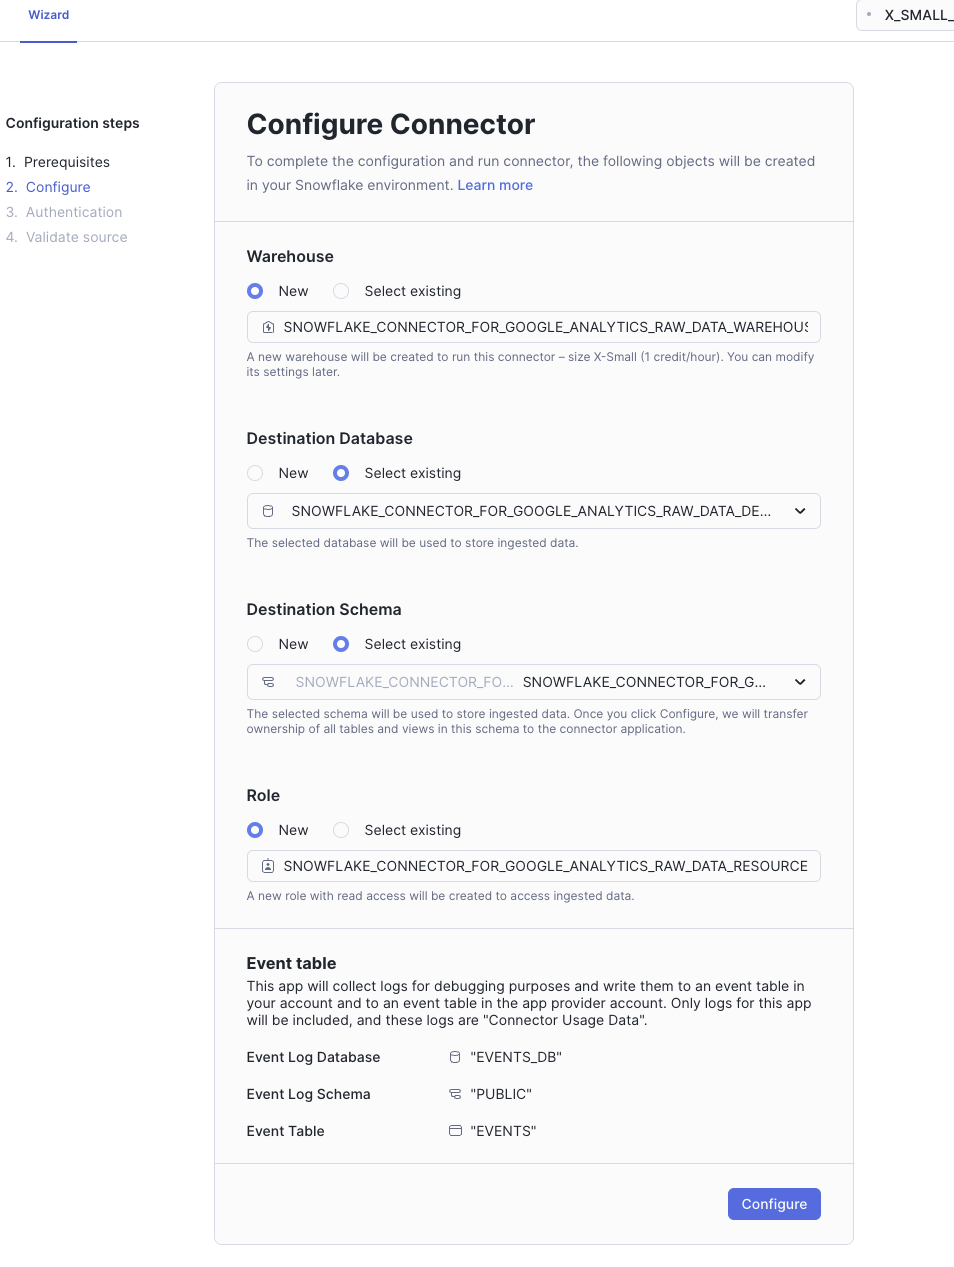 Wizard
X_SMALL_
Configuration steps
1. Prerequisites
2. Configure
3. Authentication
4. Validate source
Configure Connector
To complete the configuration and run connector, the following objects will be created
in your Snowflake environment. Learn more
Warehouse
New Select existing
SNOWFLAKE_CONNECTOR_FOR_GOOGLE_ANALYTICS_RAW_DATA_WAREHOUS
A new warehouse will be created to run this connector – size X-Small (1 credit/hour). You can modify
its settings later.
Destination Database
New Select existing
SNOWFLAKE_CONNECTOR_FOR_GOOGLE_ANALYTICS_RAW_DATA_DE...
The selected database will be used to store ingested data.
Destination Schema
New Select existing
SNOWFLAKE_CONNECTOR_FO... SNOWFLAKE_CONNECTOR_FOR_G...
The selected schema will be used to store ingested data. Once you click Configure, we will transfer
ownership of all tables and views in this schema to the connector application.
Role
New Select existing
SNOWFLAKE_CONNECTOR_FOR_GOOGLE_ANALYTICS_RAW_DATA_RESOURCE
A new role with read access will be created to access ingested data.
Event table
This app will collect logs for debugging purposes and write them to an event table in
your account and to an event table in the app provider account. Only logs for this app
will be included, and these logs are "Connector Usage Data".
Event Log Database "EVENTS_DB"
Event Log Schema "PUBLIC"
Event Table "EVENTS"
Configure